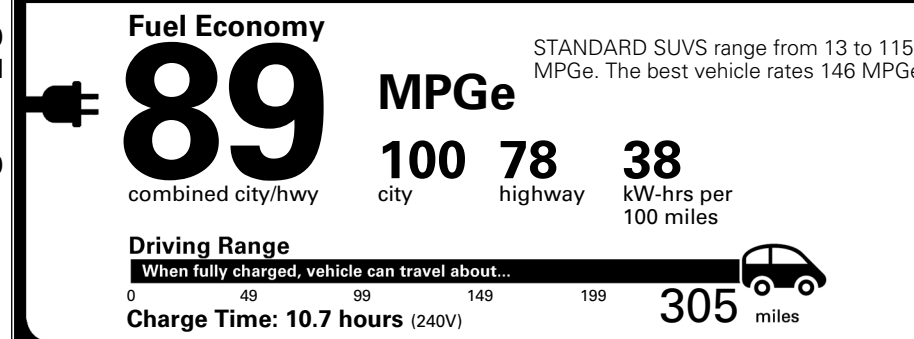 Fuel Economy
89
MPGe
combined city/hwy
100
city
78
highway
38
kW-hrs per
100 miles
STANDARD SUVS range from 13 to 115
MPGe. The best vehicle rates 146 MPGe
Driving Range
When fully charged, vehicle can travel about...
0 49 99 149 199 305 miles
Charge Time: 10.7 hours (240V)